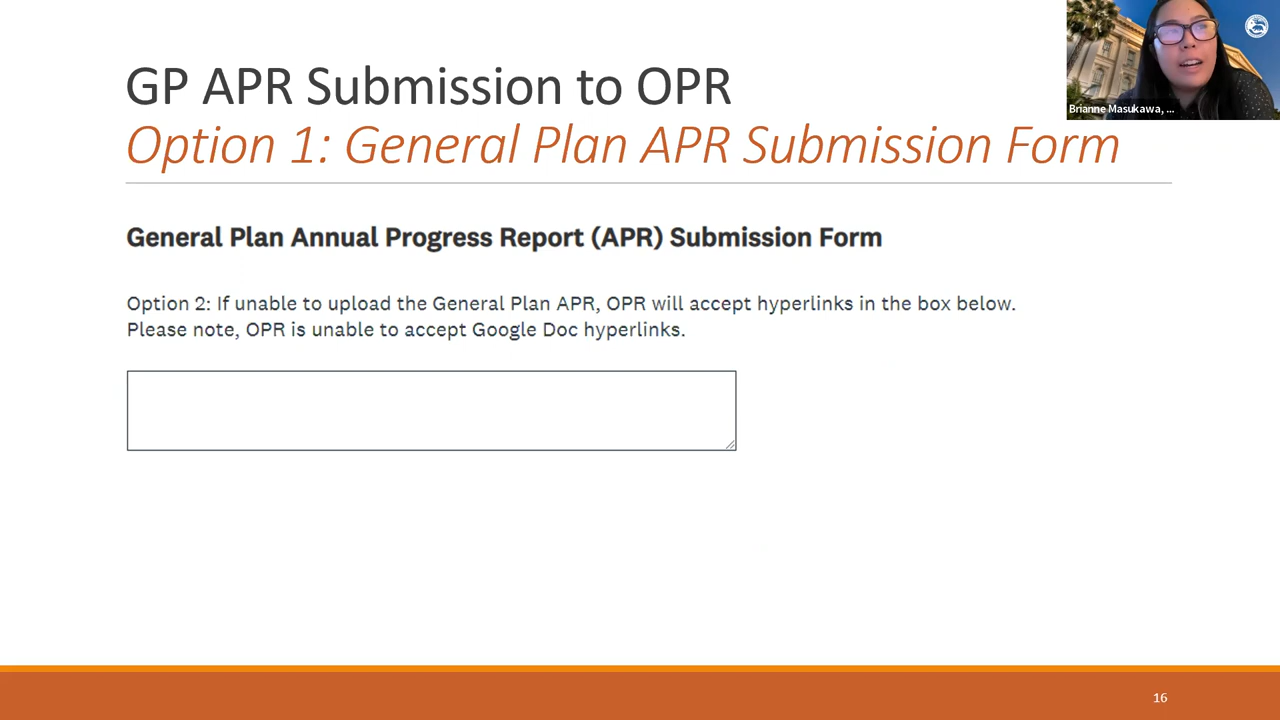 GP APR Submission to OPR
Option 1: General Plan APR Submission Form
Brianne Masukawa, ...
General Plan Annual Progress Report (APR) Submission Form
Option 2: If unable to upload the General Plan APR, OPR will accept hyperlinks in the box below.
Please note, OPR is unable to accept Google Doc hyperlinks.
16